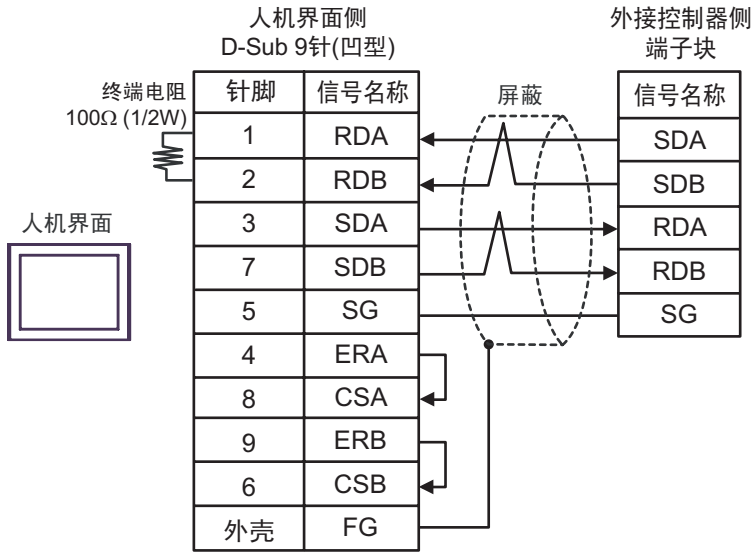 人机界面侧
D-Sub 9针(凹型)
外接控制器侧
端子块
终端电阻
100Ω (1/2W)
屏蔽
人机界面
针脚 信号名称
1 RDA
2 RDB
3 SDA
7 SDB
5 SG
4 ERA
8 CSA
9 ERB
6 CSB
外壳 FG
信号名称
SDA
SDB
RDA
RDB
SG